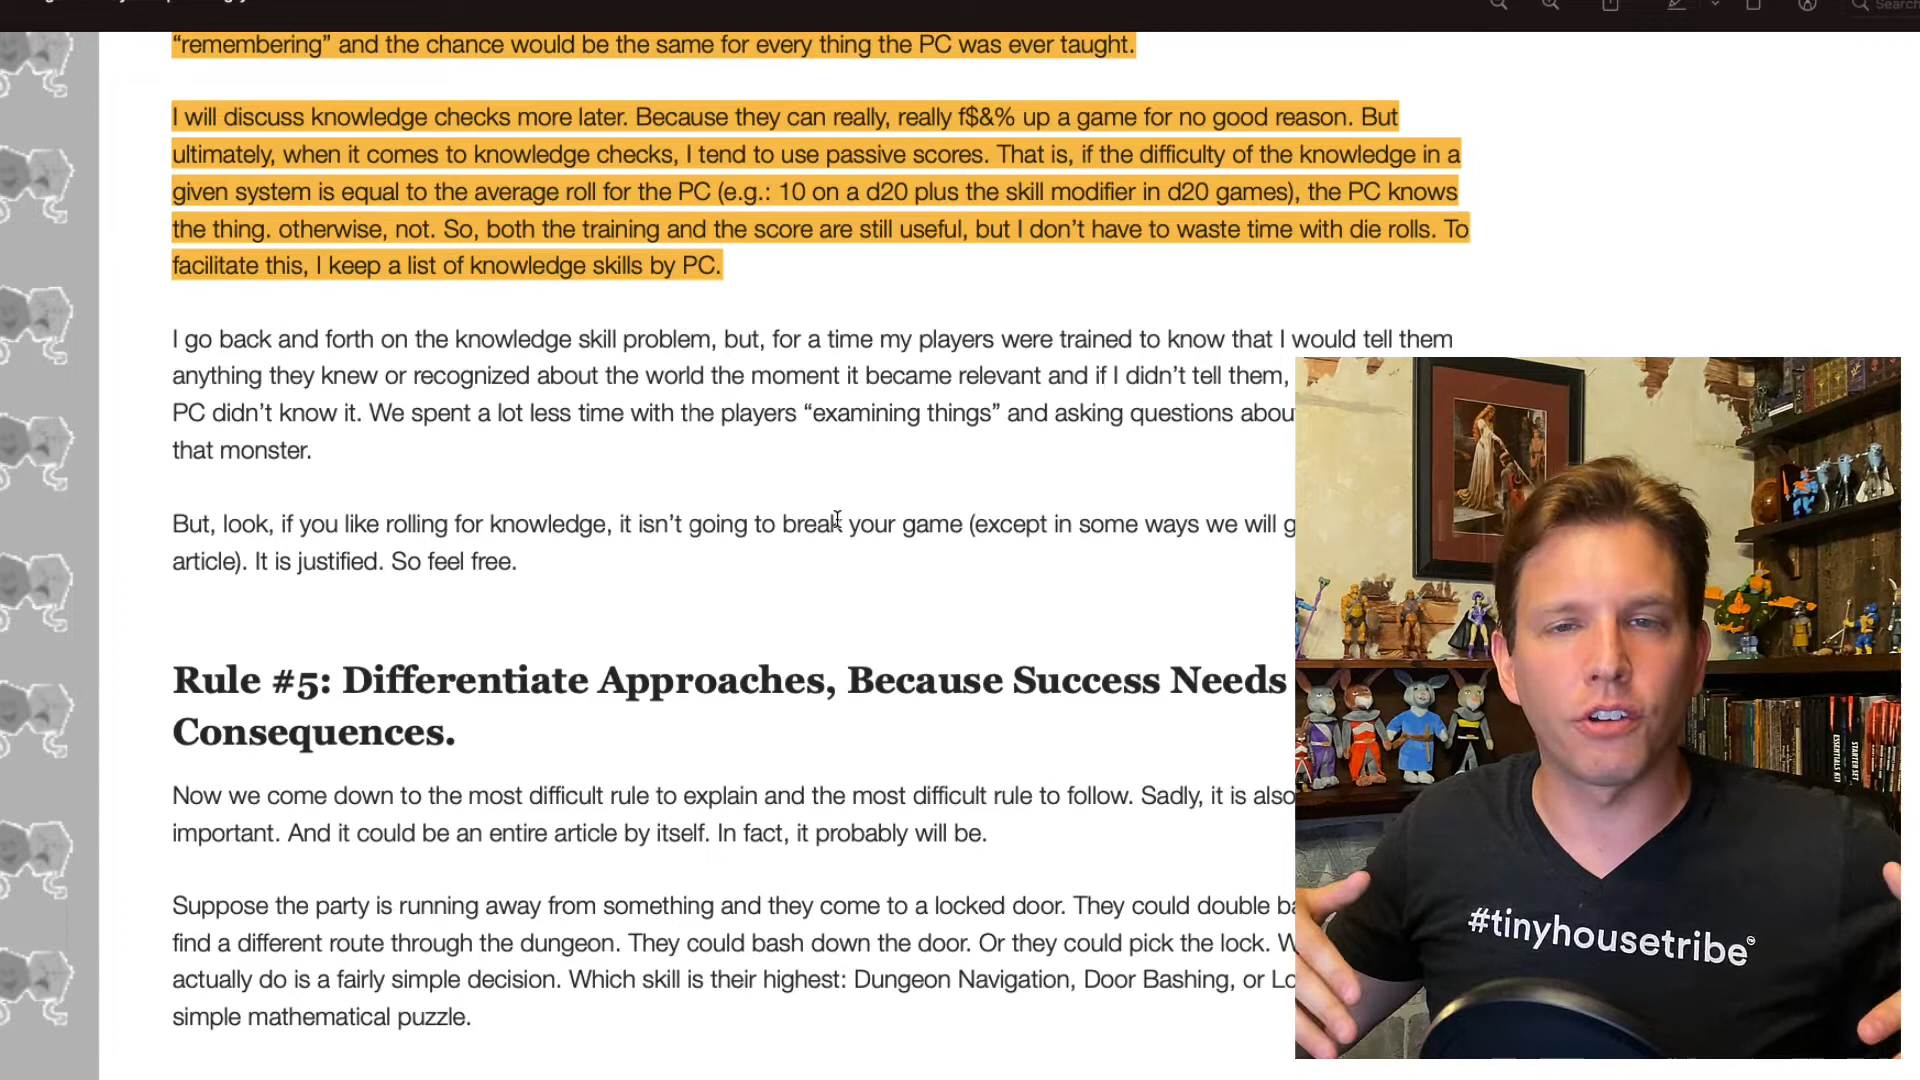 Search
“remembering” and the chance would be the same for every thing the PC was ever taught.
I will discuss knowledge checks more later. Because they can really, really f$&% up a game for no good reason. But
ultimately, when it comes to knowledge checks, I tend to use passive scores. That is, if the difficulty of the knowledge in a
given system is equal to the average roll for the PC (e.g.: 10 on a d20 plus the skill modifier in d20 games), the PC knows
the thing. otherwise, not. So, both the training and the score are still useful, but I don’t have to waste time with die rolls. To
facilitate this, I keep a list of knowledge skills by PC.
I go back and forth on the knowledge skill problem, but, for a time my players were trained to know that I would tell them
anything they knew or recognized about the world the moment it became relevant and if I didn’t tell them,
PC didn’t know it. We spent a lot less time with the players “examining things” and asking questions abou
that monster.
But, look, if you like rolling for knowledge, it isn’t going to break your game (except in some ways we will g
article). It is justified. So feel free.
Rule #5: Differentiate Approaches, Because Success Needs
Consequences.
Now we come down to the most difficult rule to explain and the most difficult rule to follow. Sadly, it is also
important. And it could be an entire article by itself. In fact, it probably will be.
Suppose the party is running away from something and they come to a locked door. They could double ba
find a different route through the dungeon. They could bash down the door. Or they could pick the lock. W
actually do is a fairly simple decision. Which skill is their highest: Dungeon Navigation, Door Bashing, or Lo
simple mathematical puzzle.
#tinyhousetribe
ESSENTIALS KIT
STARTER SET